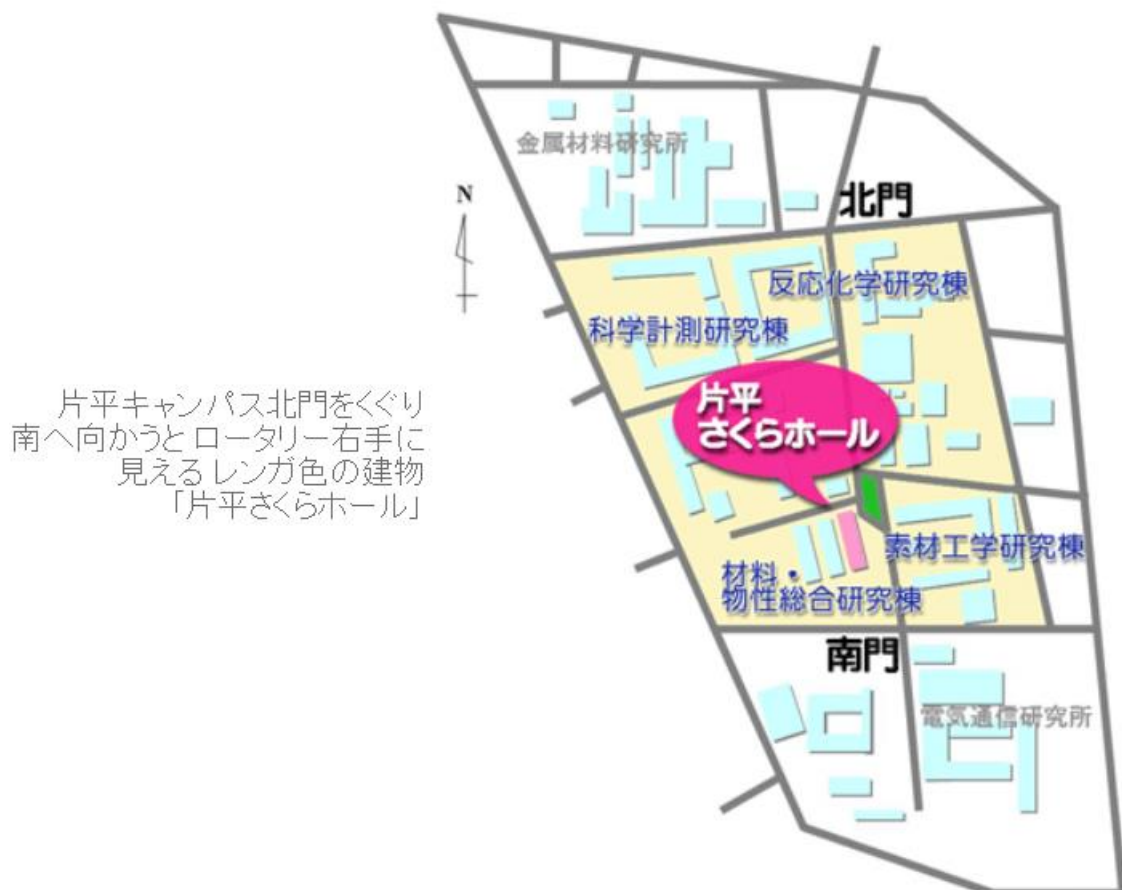 金属材料研究所
N
北門
反応化学研究棟
科学計測研究棟
片平
さくらホール
片平キャンパス北門をくぐり
南へ向かうとロータリー右手に
見えるレンガ色の建物
「片平さくらホール」
素材工学研究棟
材料・
物性総合研究棟
南門
電気通信研究所